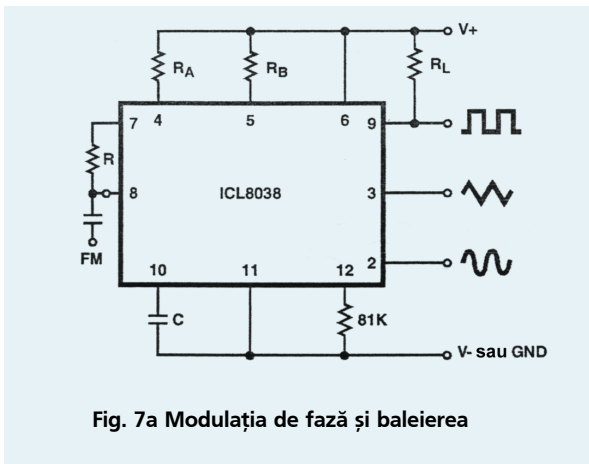 V+
RA
RB
RL
7
4
5
6
9
R
8
ICL8038
3
FM
10
11
12
2
C
81K
V- sau GND
Fig. 7a Modulația de fază și baleierea